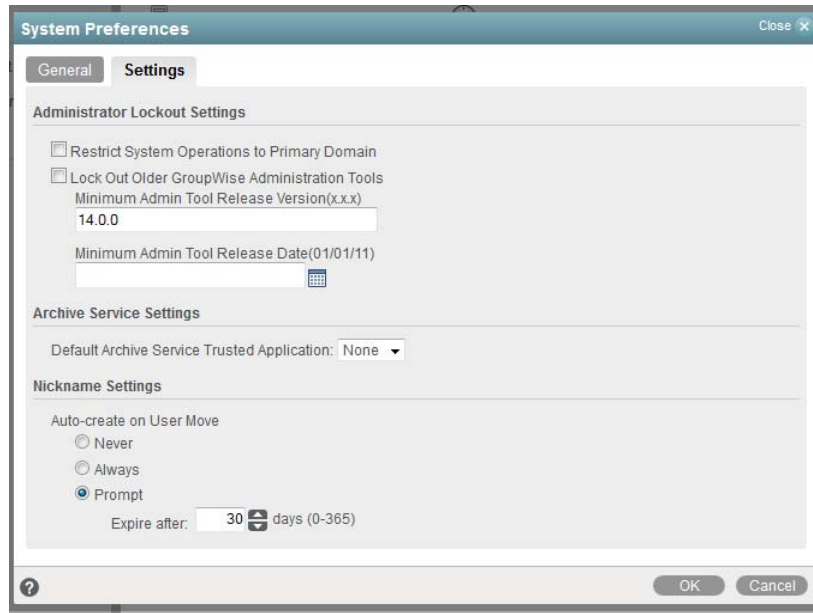 System Preferences
Close
General
Settings
Administrator Lockout Settings
Restrict System Operations to Primary Domain
Lock Out Older GroupWise Administration Tools
Minimum Admin Tool Release Version(x.x.x)
14.0.0
Minimum Admin Tool Release Date(01/01/11)
Archive Service Settings
Default Archive Service Trusted Application: None
Nickname Settings
Auto-create on User Move
Never
Always
Prompt
Expire after: 30 days (0-365)
?
OK
Cancel